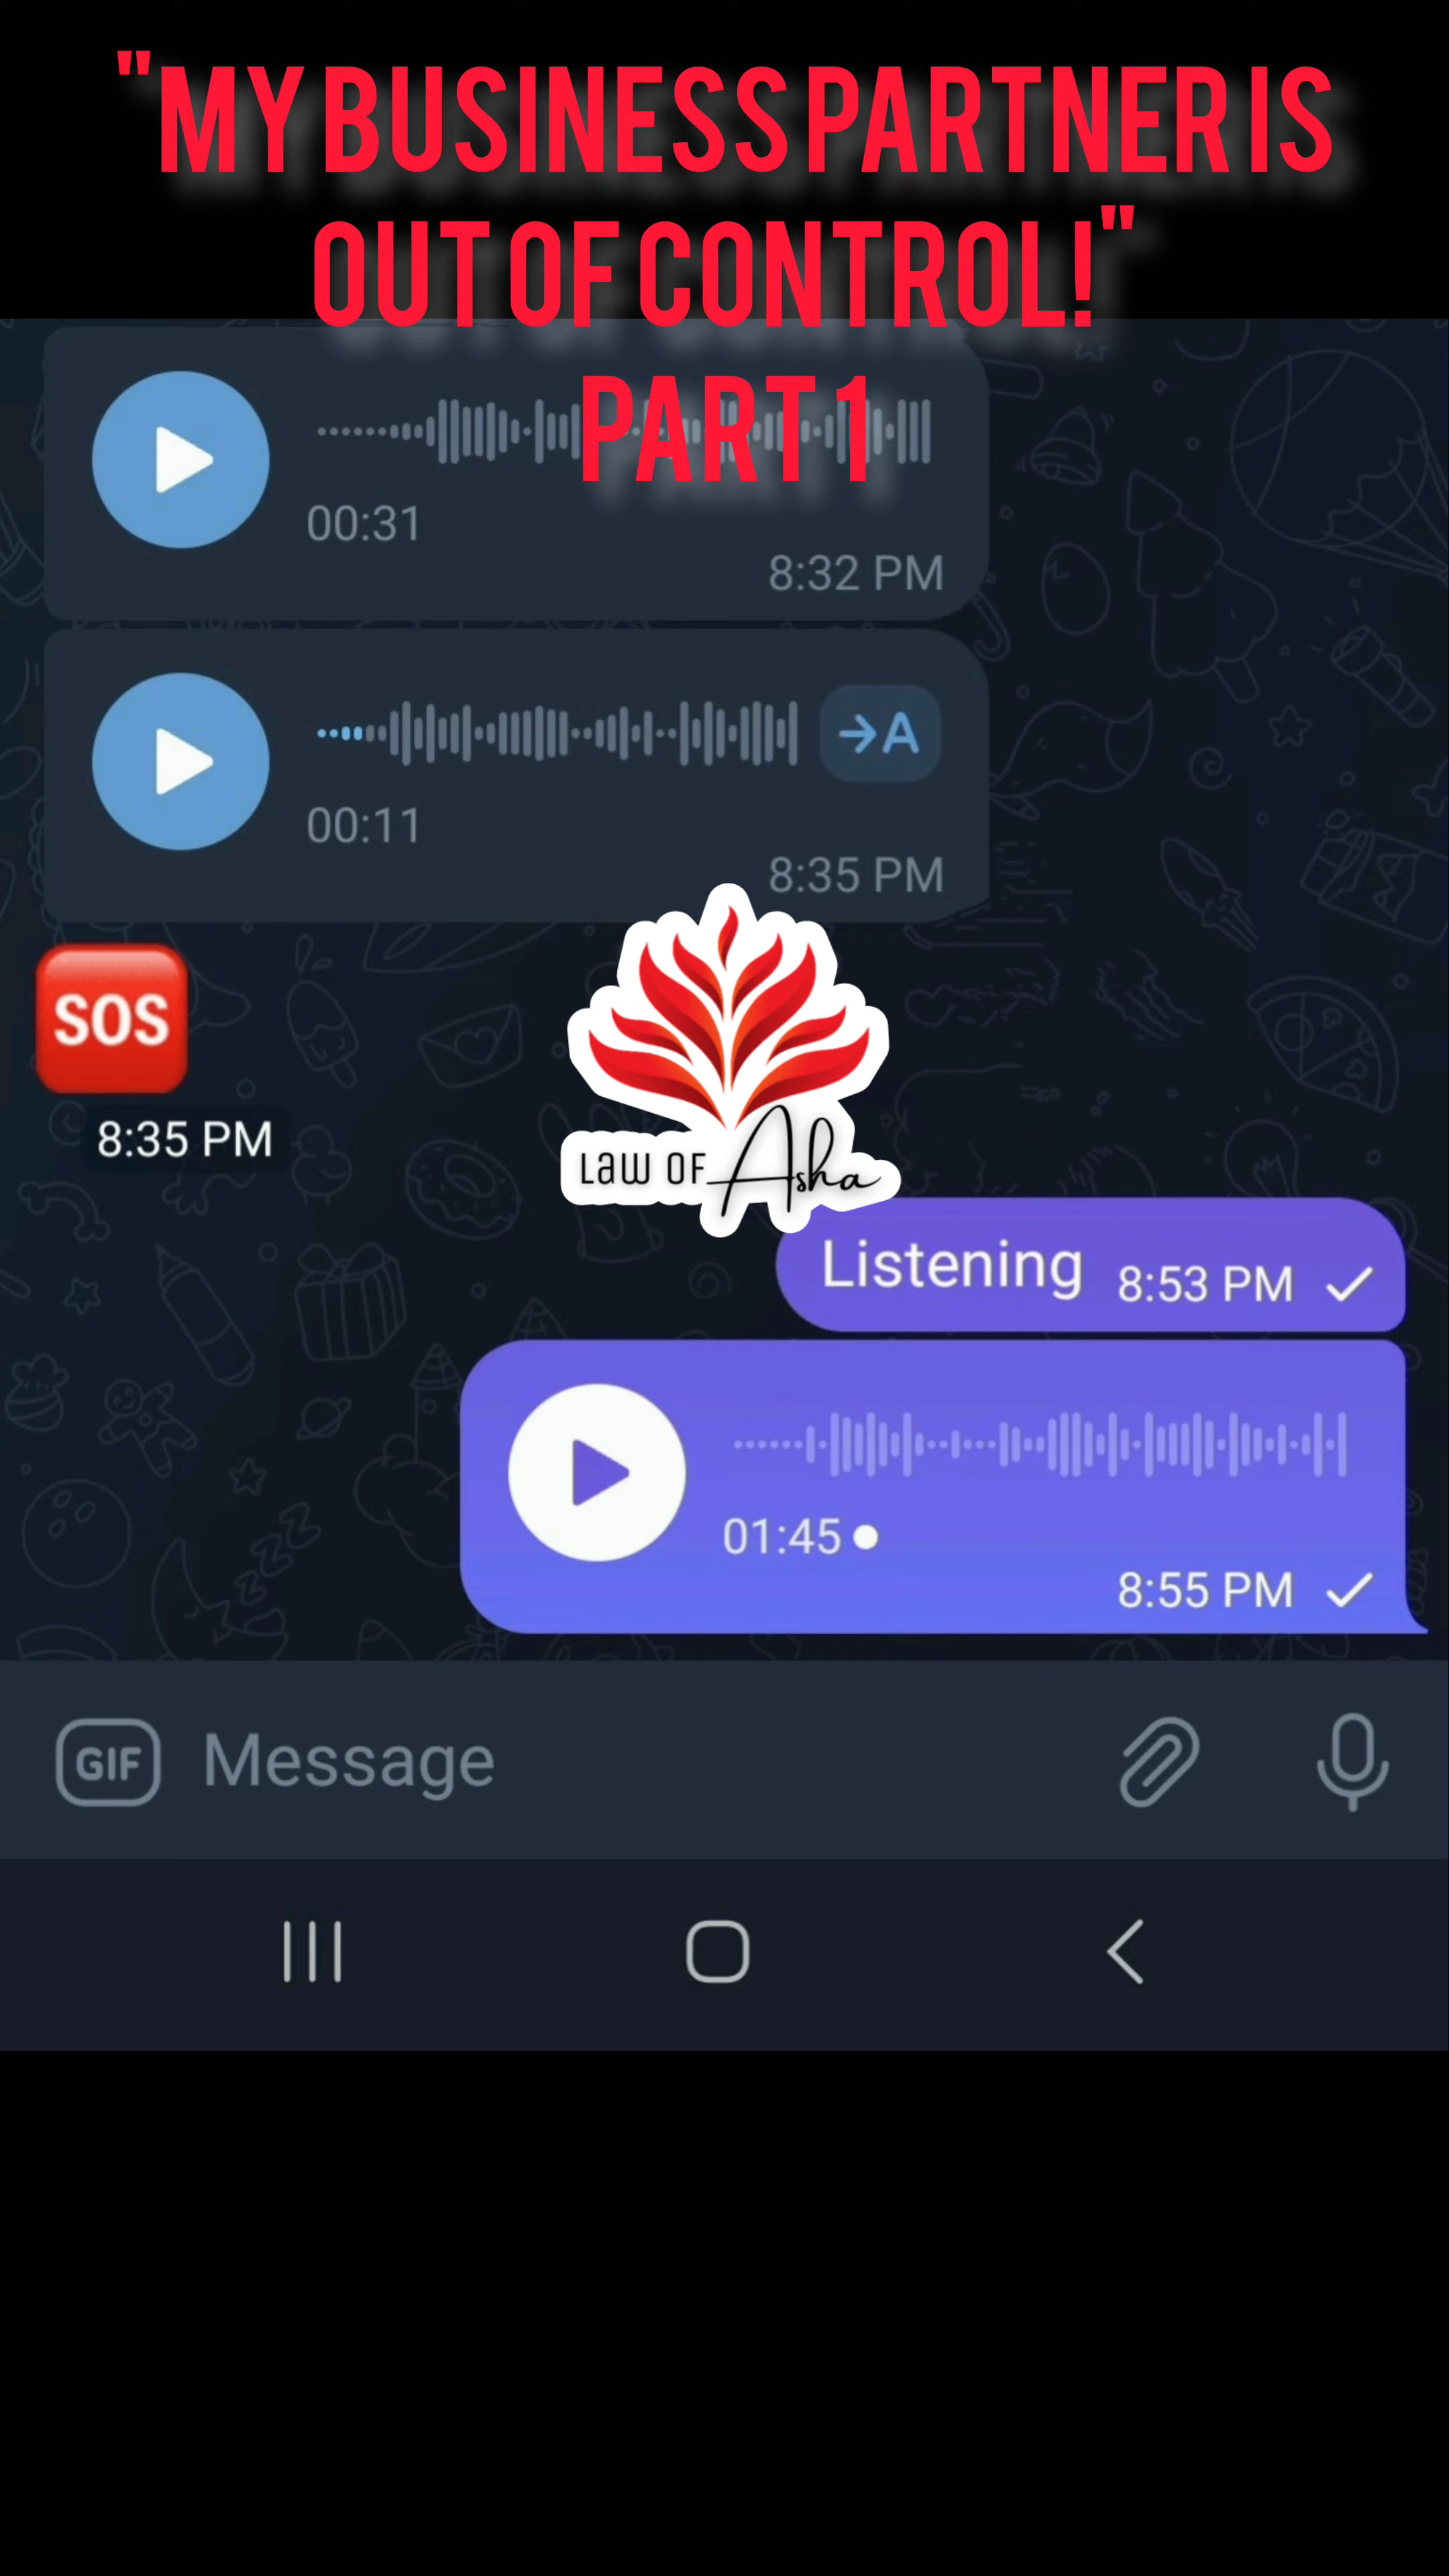 "MY BUSINESS PARTNER IS
OUT OF CONTROL!"
PART 1
00:31
8:32 PM
→A
00:11
8:35 PM
SOS
8:35 PM
Law OF Asha
Listening 8:53 PM
01:45
8:55 PM
GIF Message